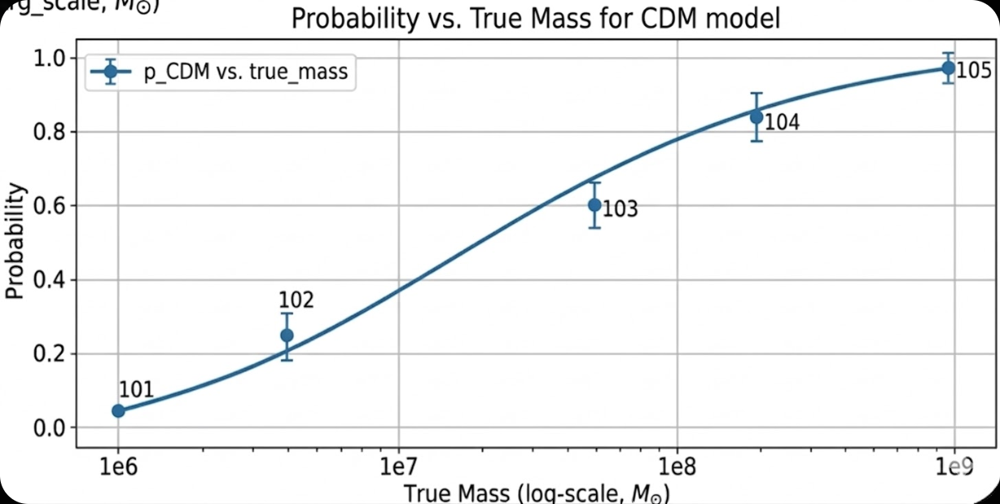 rg_scale, M☉)
Probability vs. True Mass for CDM model
p_CDM vs. true_mass
Probability
1.0
0.8
0.6
0.4
0.2
0.0
101
102
103
104
105
1e6
1e7
1e8
1e9
True Mass (log-scale, M☉)